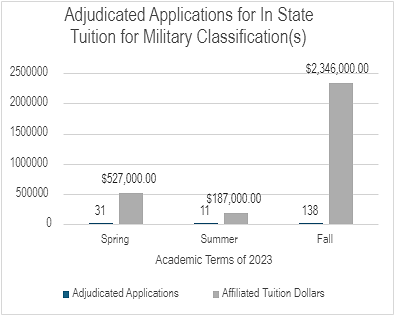 Adjudicated Applications for In State
Tuition for Military Classification(s)
2500000
2000000
1500000
1000000
500000
0
$527,000.00
$187,000.00
$2,346,000.00
31
11
138
Spring
Summer
Fall
Academic Terms of 2023
Adjudicated Applications
Affiliated Tuition Dollars